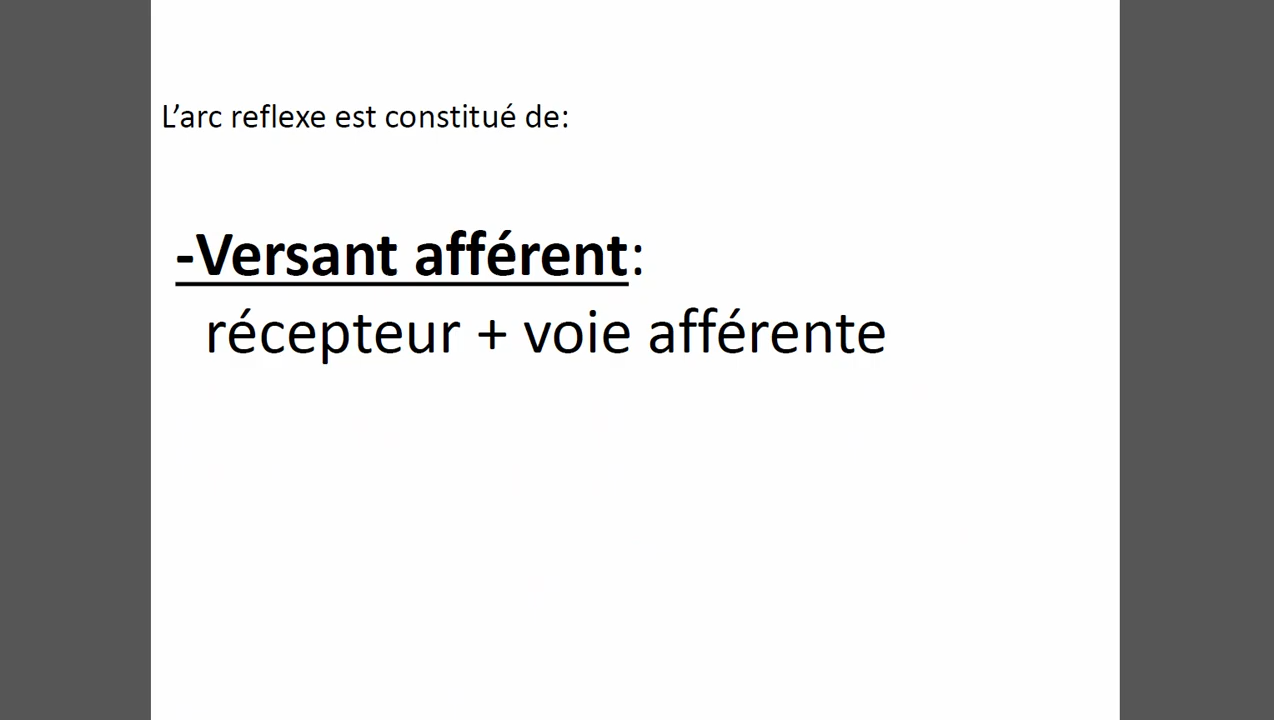 L’arc reflexe est constitué de:
-Versant afférent:
récepteur + voie afférente